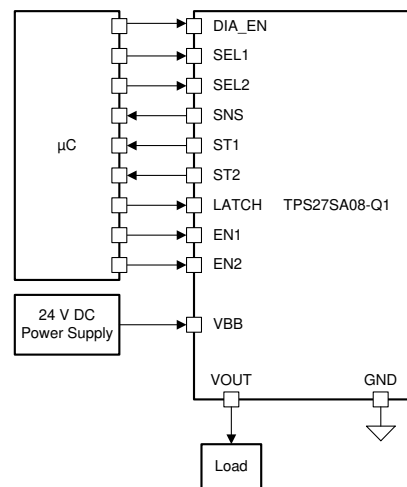 DIA_EN
SEL1
SEL2
SNS
µC
ST1
ST2
LATCH TPS27SA08-Q1
EN1
EN2
24 V DC
Power Supply
VBB
VOUT
GND
Load